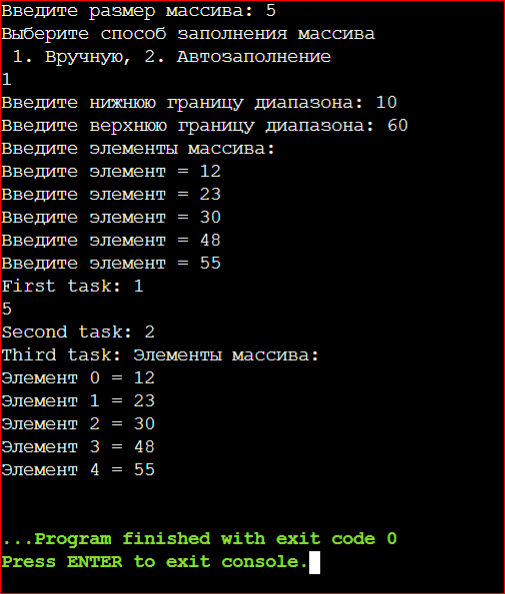 Введите размер массива: 5
Выберите способ заполнения массива
1. Вручную, 2. Автозаполнение
1
Введите нижнюю границу диапазона: 10
Введите верхнюю границу диапазона: 60
Введите элементы массива:
Введите элемент = 12
Введите элемент = 23
Введите элемент = 30
Введите элемент = 48
Введите элемент = 55
First task: 1
5
Second task: 2
Third task: Элементы массива:
Элемент 0 = 12
Элемент 1 = 23
Элемент 2 = 30
Элемент 3 = 48
Элемент 4 = 55
...Program finished with exit code 0
Press ENTER to exit console.